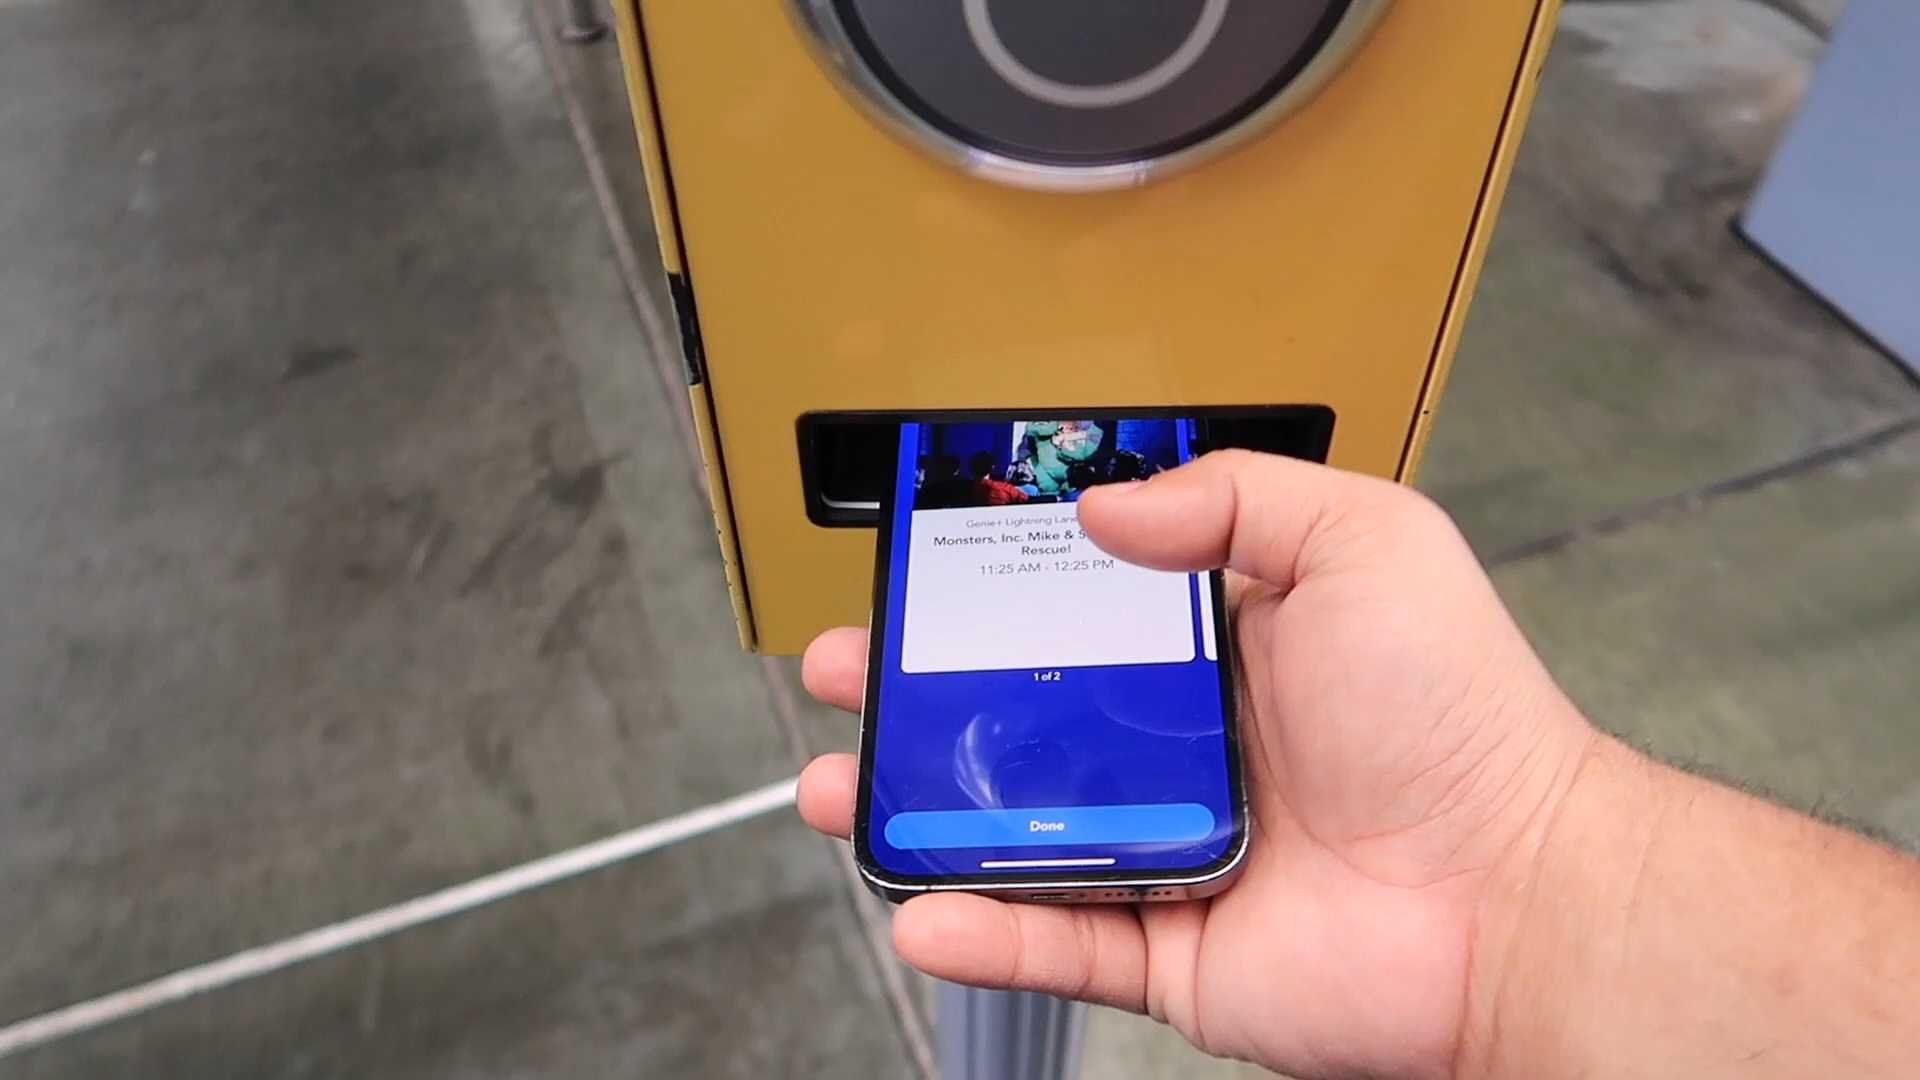 Genie+ Lightning Lane
Monsters, Inc. Mike & S
Rescue!
11:25 AM - 12:25 PM
1 of 2
Done